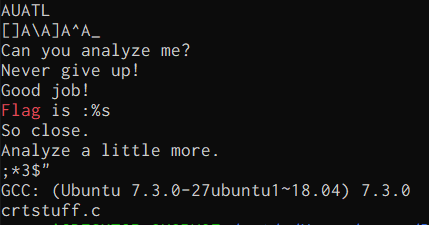 AUATL
[]A\A]A^A_
Can you analyze me?
Never give up!
Good job!
Flag is :%s
So close.
Analyze a little more.
;*3$"
GCC: (Ubuntu 7.3.0-27ubuntu1~18.04) 7.3.0
crtstuff.c